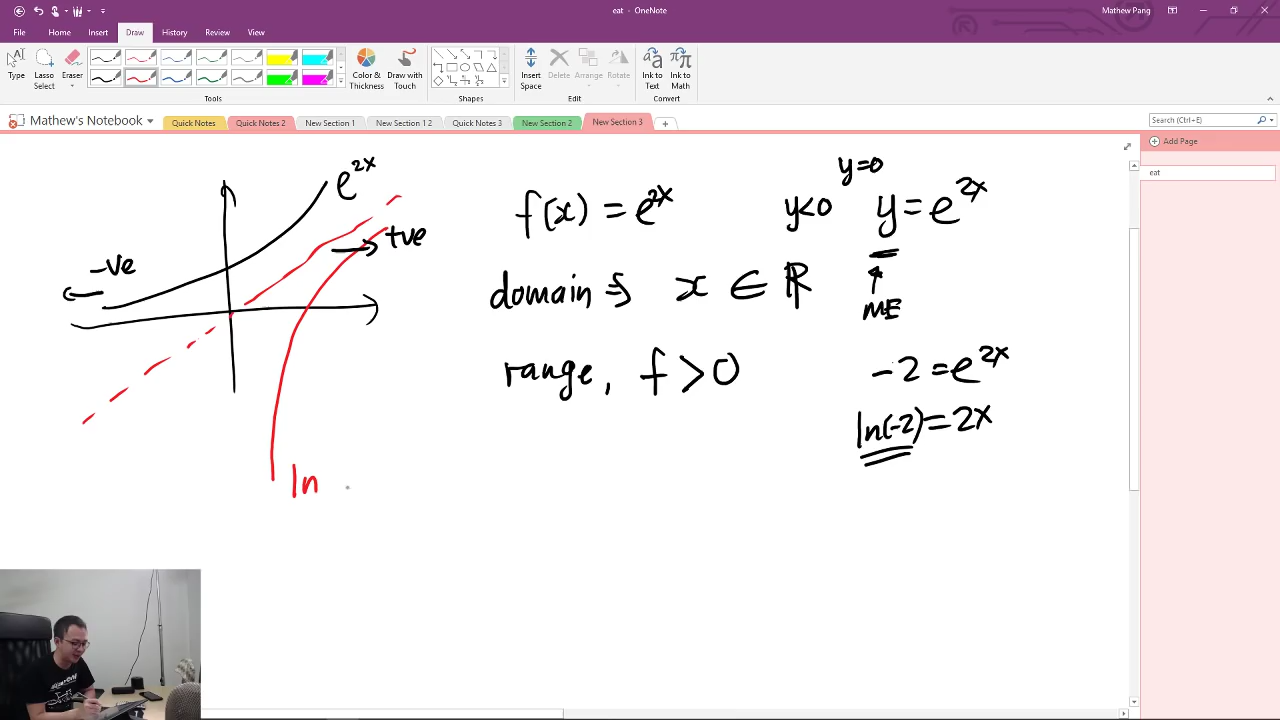 eat - OneNote
Mathew Pang
File Home Insert Draw History Review View
Type
Lasso Select
Eraser
Color & Thickness
Draw with Touch
Insert Space
Delete
Arrange
Rotate
Ink to Text
Ink to Math
Tools
Shapes
Edit
Convert
Mathew's Notebook
Quick Notes
Quick Notes 2
New Section 1
New Section 1 2
Quick Notes 3
New Section 2
New Section 3
Search (Ctrl+E)
Add Page
eat
e^{2x}
-ve
+ve
ln
f(x) = e^{2x}
domain ⇒ x ∈ ℝ
range, f > 0
y=0
y<0
y = e^{2x}
ME
-2 = e^{2x}
ln(-2) = 2x